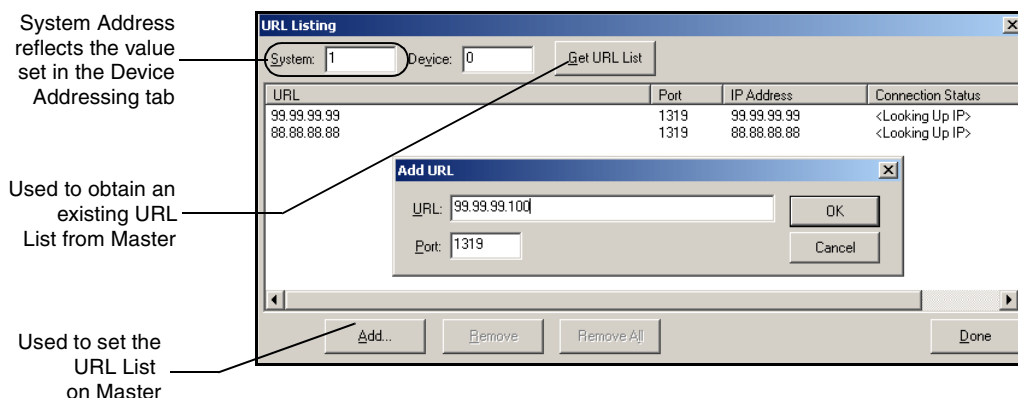 System Address
reflects the value
set in the Device
Addressing tab
Used to obtain an
existing URL
List from Master
Used to set the
URL List
on Master
URL Listing
System: 1 Device: 0 Get URL List
URL Port IP Address Connection Status
99.99.99.99 1319 99.99.99.99 <Looking Up IP>
88.88.88.88 1319 88.88.88.88 <Looking Up IP>
Add URL
URL: 99.99.99.100 OK
Port: 1319 Cancel
Add... Remove Remove All Done